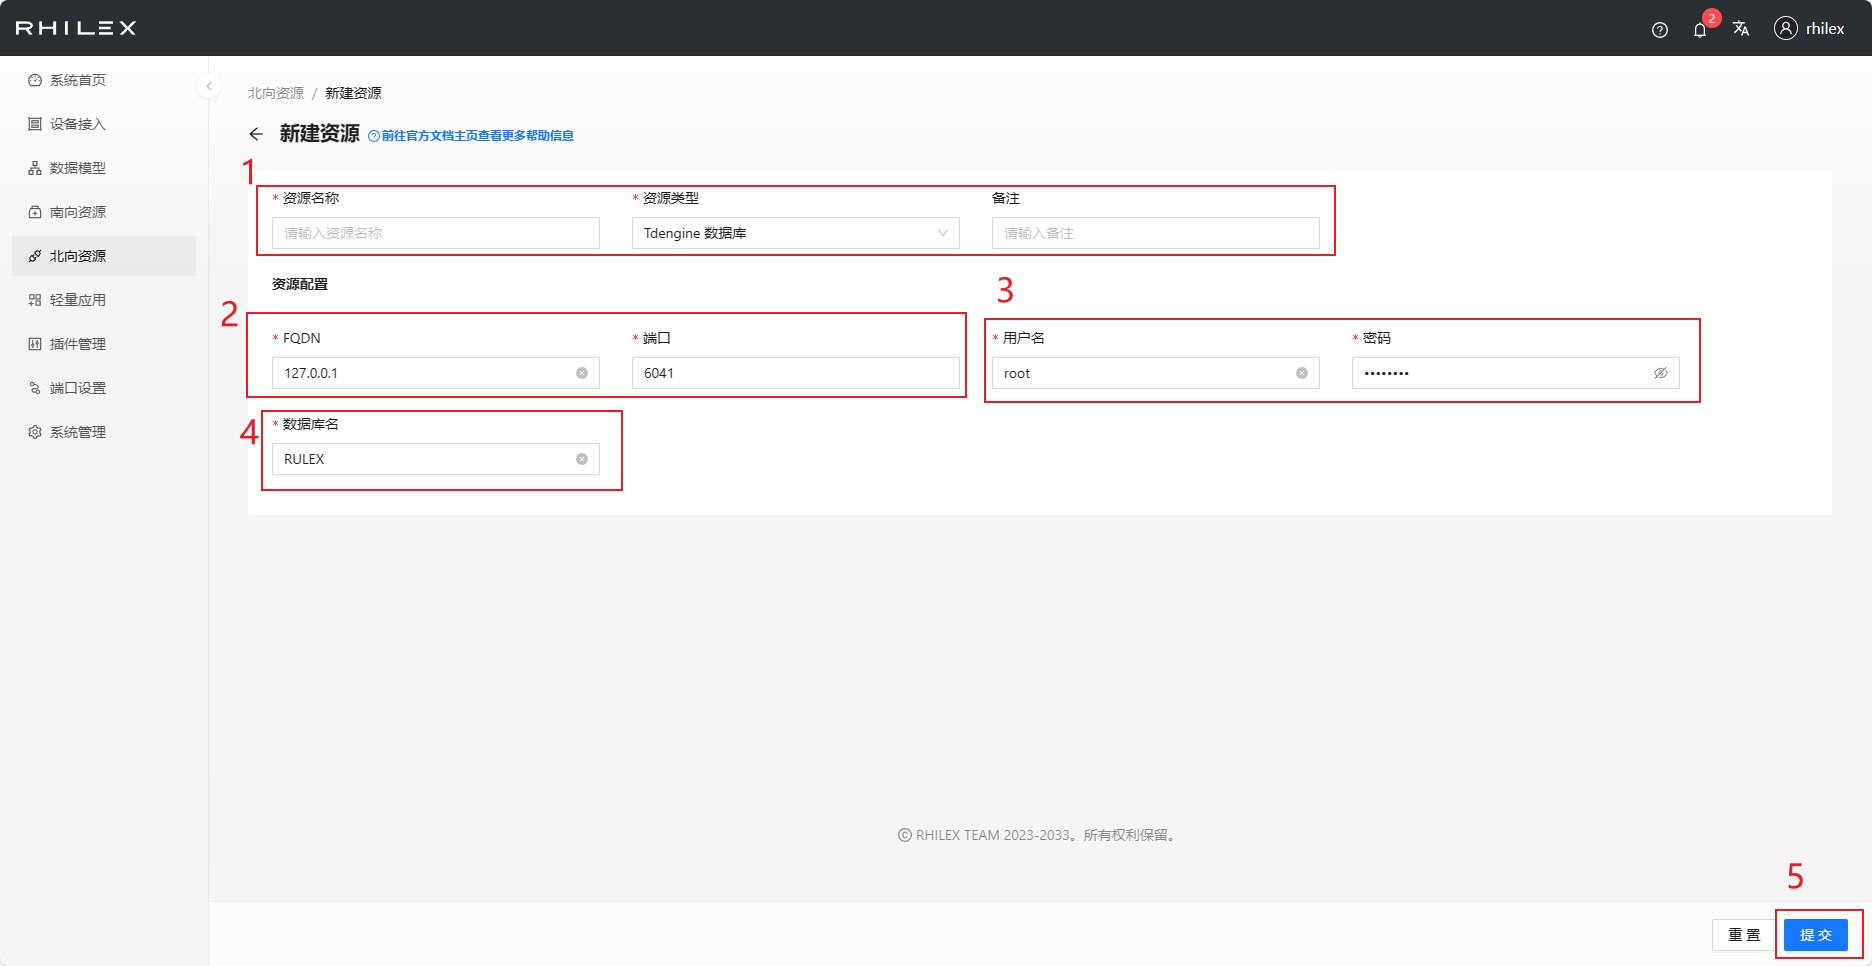 RHILEX
2
rhilex
系统首页
设备接入
数据模型
南向资源
北向资源
轻量应用
插件管理
端口设置
系统管理
北向资源 / 新建资源
新建资源 前往官方文档主页查看更多帮助信息
1
* 资源名称 * 资源类型 备注
请输入资源名称 Tdengine 数据库 请输入备注
资源配置
2
3
* FQDN * 端口 * 用户名 * 密码
127.0.0.1 6041 root ••••••••
4
* 数据库名
RULEX
© RHILEX TEAM 2023-2033。所有权利保留。
5
重 置 提 交